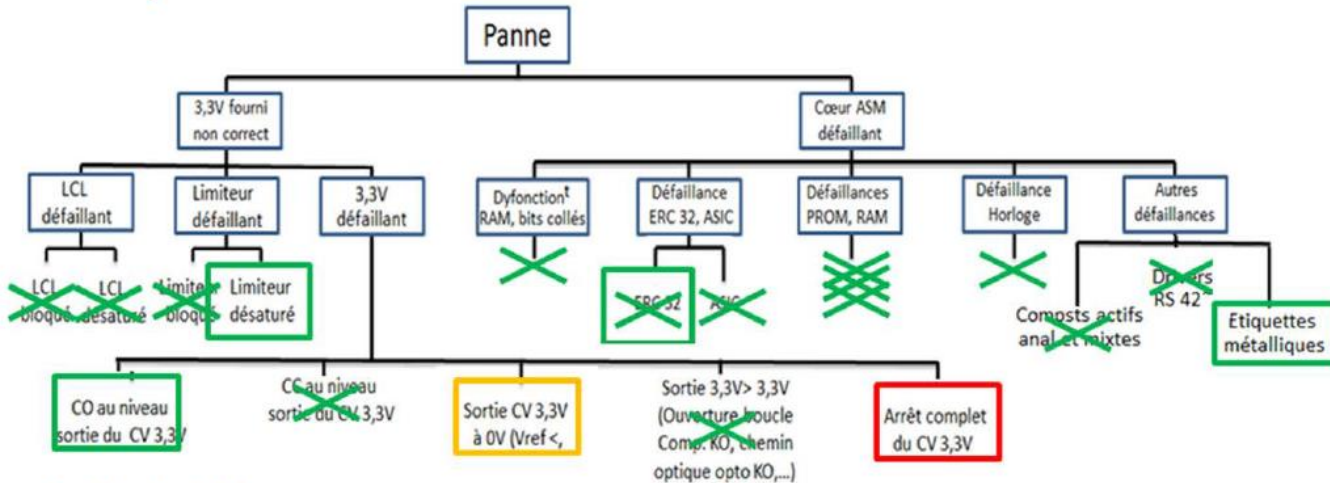 Panne
3,3V fourni
non correct
Cœur ASM
défaillant
LCL
défaillant
Limiteur
défaillant
3,3V
défaillant
Dyfonctionᵗ
RAM, bits collés
Défaillance
ERC 32, ASIC
Défaillances
PROM, RAM
Défaillance
Horloge
Autres
défaillances
LCL
bloqué
LCL
désaturé
Limiteur
bloqué
Limiteur
désaturé
ERC 32
ASIC
Compsts actifs
anal et mixtes
Drivers
RS 42
Etiquettes
métalliques
CO au niveau
sortie du CV 3,3V
CC au niveau
sortie du CV 3,3V
Sortie CV 3,3V
à 0V (Vref <,
Sortie 3,3V> 3,3V
(Ouverture boucle
Comp. KO, chemin
optique opto KO,...)
Arrêt complet
du CV 3,3V